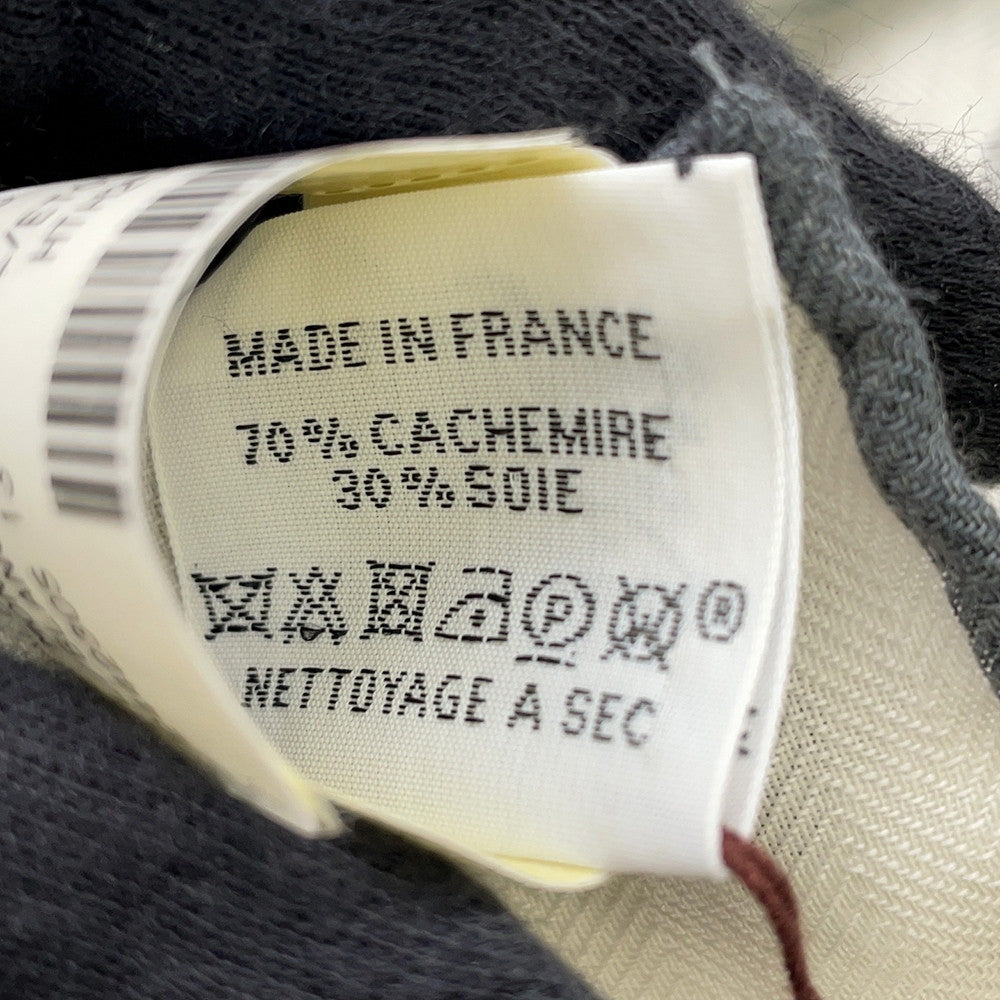 MADE IN FRANCE
70% CACHEMIRE
30% SOIE
P
®
NETTOYAGE A SEC